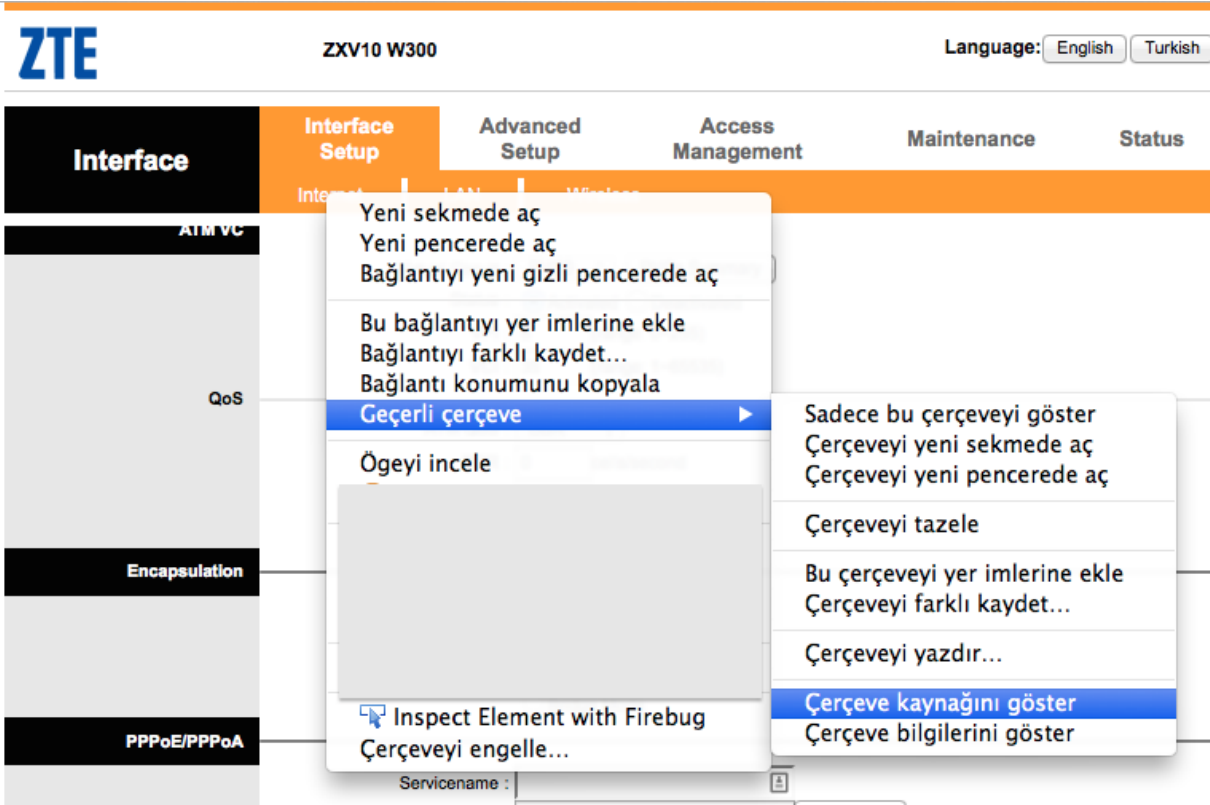 ZTE
ZXV10 W300
Language: English Turkish
Interface
Interface Setup
Advanced Setup
Access Management
Maintenance
Status
LAN
Wireless
ATM VC
QoS
Encapsulation
PPPoE/PPPoA
Servicename :
Yeni sekmede aç
Yeni pencerede aç
Bağlantıyı yeni gizli pencerede aç
Bu bağlantıyı yer imlerine ekle
Bağlantıyı farklı kaydet...
Bağlantı konumunu kopyala
Geçerli çerçeve
Ögeyi incele
Inspect Element with Firebug
Çerçeveyi engelle...
Sadece bu çerçeveyi göster
Çerçeveyi yeni sekmede aç
Çerçeveyi yeni pencerede aç
Çerçeveyi tazele
Bu çerçeveyi yer imlerine ekle
Çerçeveyi farklı kaydet...
Çerçeveyi yazdır...
Çerçeve kaynağını göster
Çerçeve bilgilerini göster